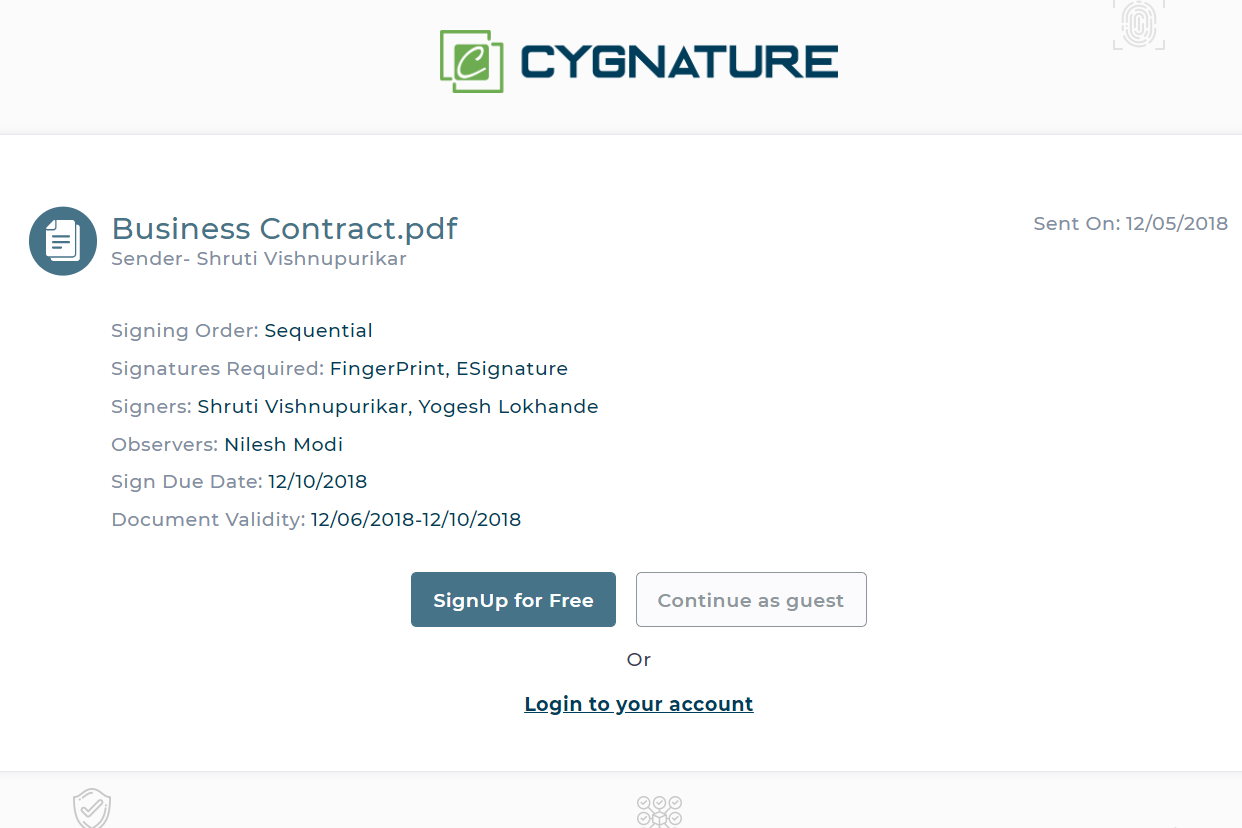 CYGNATURE
Business Contract.pdf
Sent On: 12/05/2018
Sender- Shruti Vishnupurikar
Signing Order: Sequential
Signatures Required: FingerPrint, ESignature
Signers: Shruti Vishnupurikar, Yogesh Lokhande
Observers: Nilesh Modi
Sign Due Date: 12/10/2018
Document Validity: 12/06/2018-12/10/2018
SignUp for Free
Continue as guest
Or
Login to your account